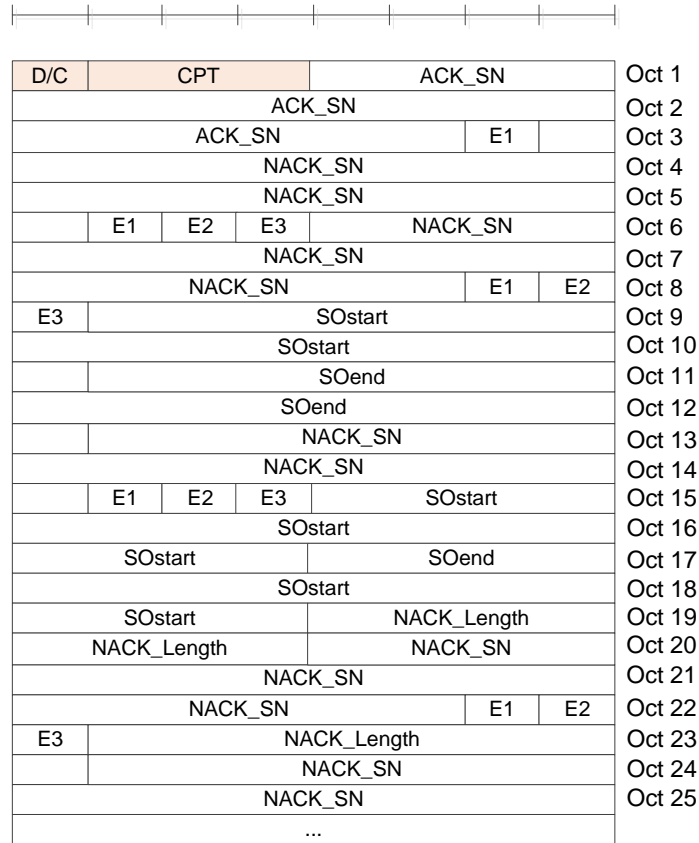 D/C CPT ACK_SN Oct 1
ACK_SN Oct 2
ACK_SN E1 Oct 3
NACK_SN Oct 4
NACK_SN Oct 5
E1 E2 E3 NACK_SN Oct 6
NACK_SN Oct 7
NACK_SN E1 E2 Oct 8
E3 SOstart Oct 9
SOstart Oct 10
SOend Oct 11
SOend Oct 12
NACK_SN Oct 13
NACK_SN Oct 14
E1 E2 E3 SOstart Oct 15
SOstart Oct 16
SOstart SOend Oct 17
SOstart Oct 18
SOstart NACK_Length Oct 19
NACK_Length NACK_SN Oct 20
NACK_SN Oct 21
NACK_SN E1 E2 Oct 22
E3 NACK_Length Oct 23
NACK_SN Oct 24
NACK_SN Oct 25
...